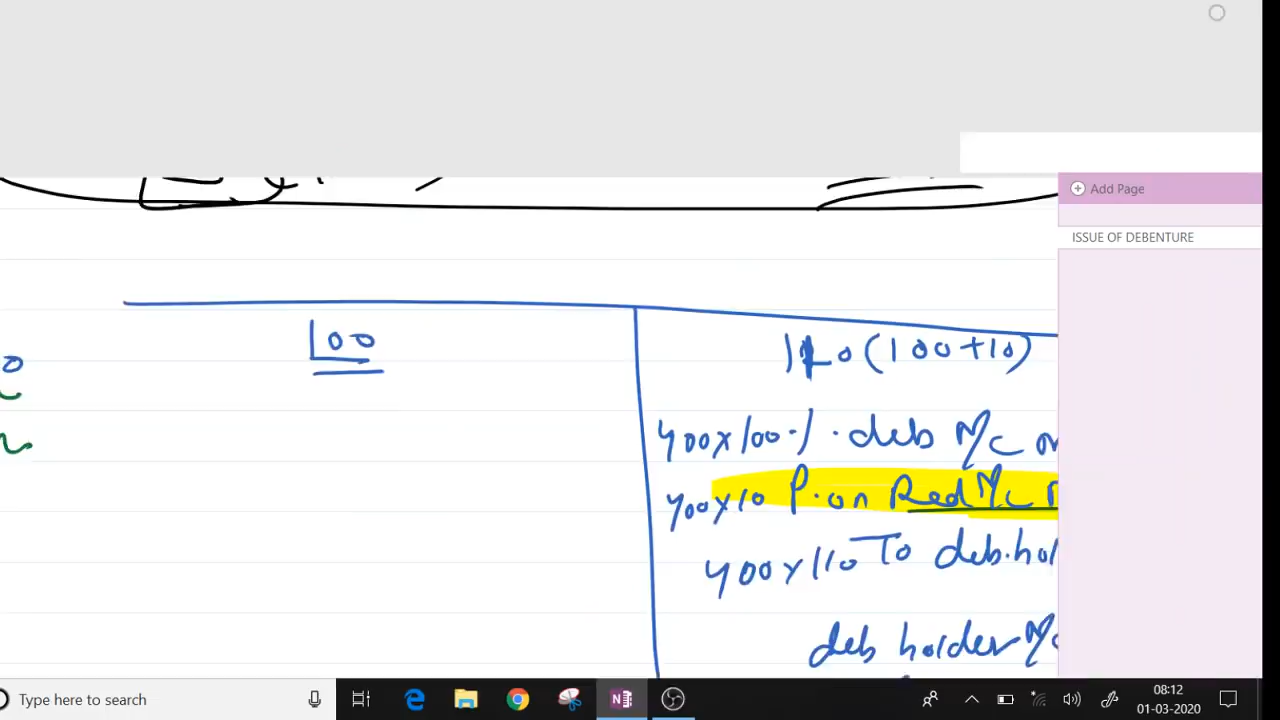 Add Page
ISSUE OF DEBENTURE
100
110 (100+10)
400x100 .%. deb A/c
400x10 P. on Red A/c
400x110 To deb.hol
deb holder A/c
Type here to search
08:12
01-03-2020